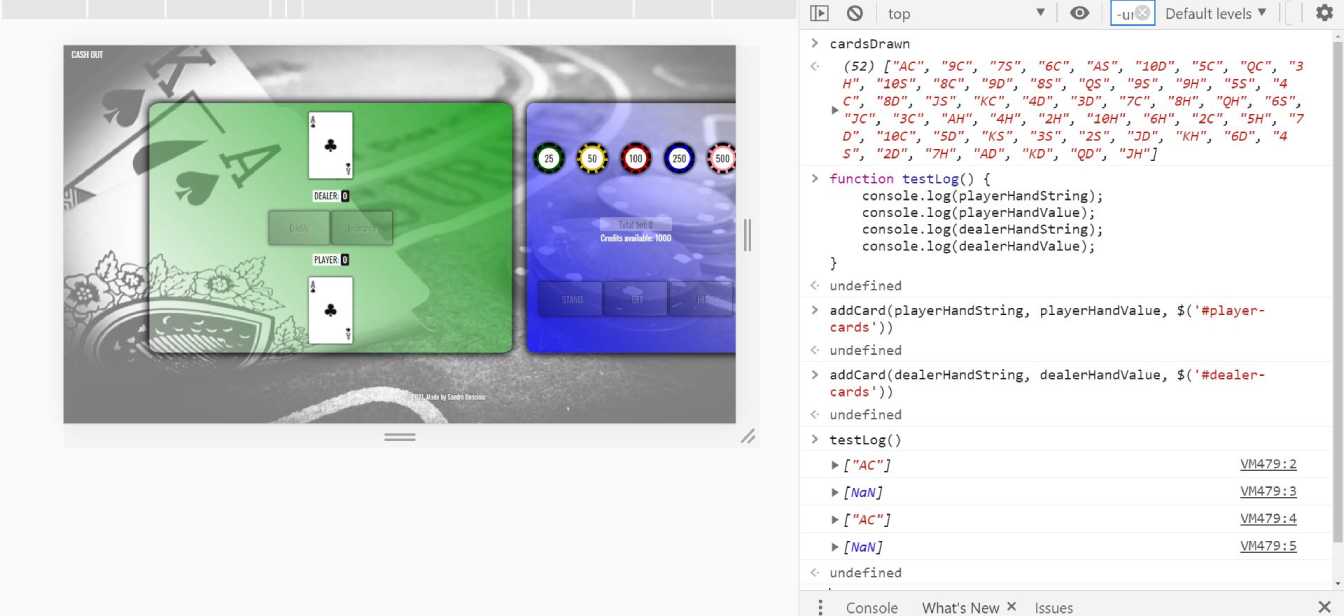 CASH OUT
A
A
DEALER: 0
Double
Insurance
PLAYER: 0
A
A
25
50
100
250
500
Total bet: 0
Credits available: 1000
STAND
BET
HIT
2021. Made by Sandro Bencinic
top
-ur
Default levels
cardsDrawn
(52) ["AC", "9C", "7S", "6C", "AS", "10D", "5C", "QC", "3
H", "10S", "8C", "9D", "8S", "QS", "9S", "9H", "5S", "4
C", "8D", "JS", "KC", "4D", "3D", "7C", "8H", "QH", "6S",
"JC", "3C", "AH", "4H", "2H", "10H", "6H", "2C", "5H", "7
D", "10C", "5D", "KS", "3S", "2S", "JD", "KH", "6D", "4
S", "2D", "7H", "AD", "KD", "QD", "JH"]
function testLog() {
console.log(playerHandString);
console.log(playerHandValue);
console.log(dealerHandString);
console.log(dealerHandValue);
}
undefined
addCard(playerHandString, playerHandValue, $('#player-
cards'))
undefined
addCard(dealerHandString, dealerHandValue, $('#dealer-
cards'))
undefined
testLog()
["AC"] VM479:2
[NaN] VM479:3
["AC"] VM479:4
[NaN] VM479:5
undefined
Console What's New Issues